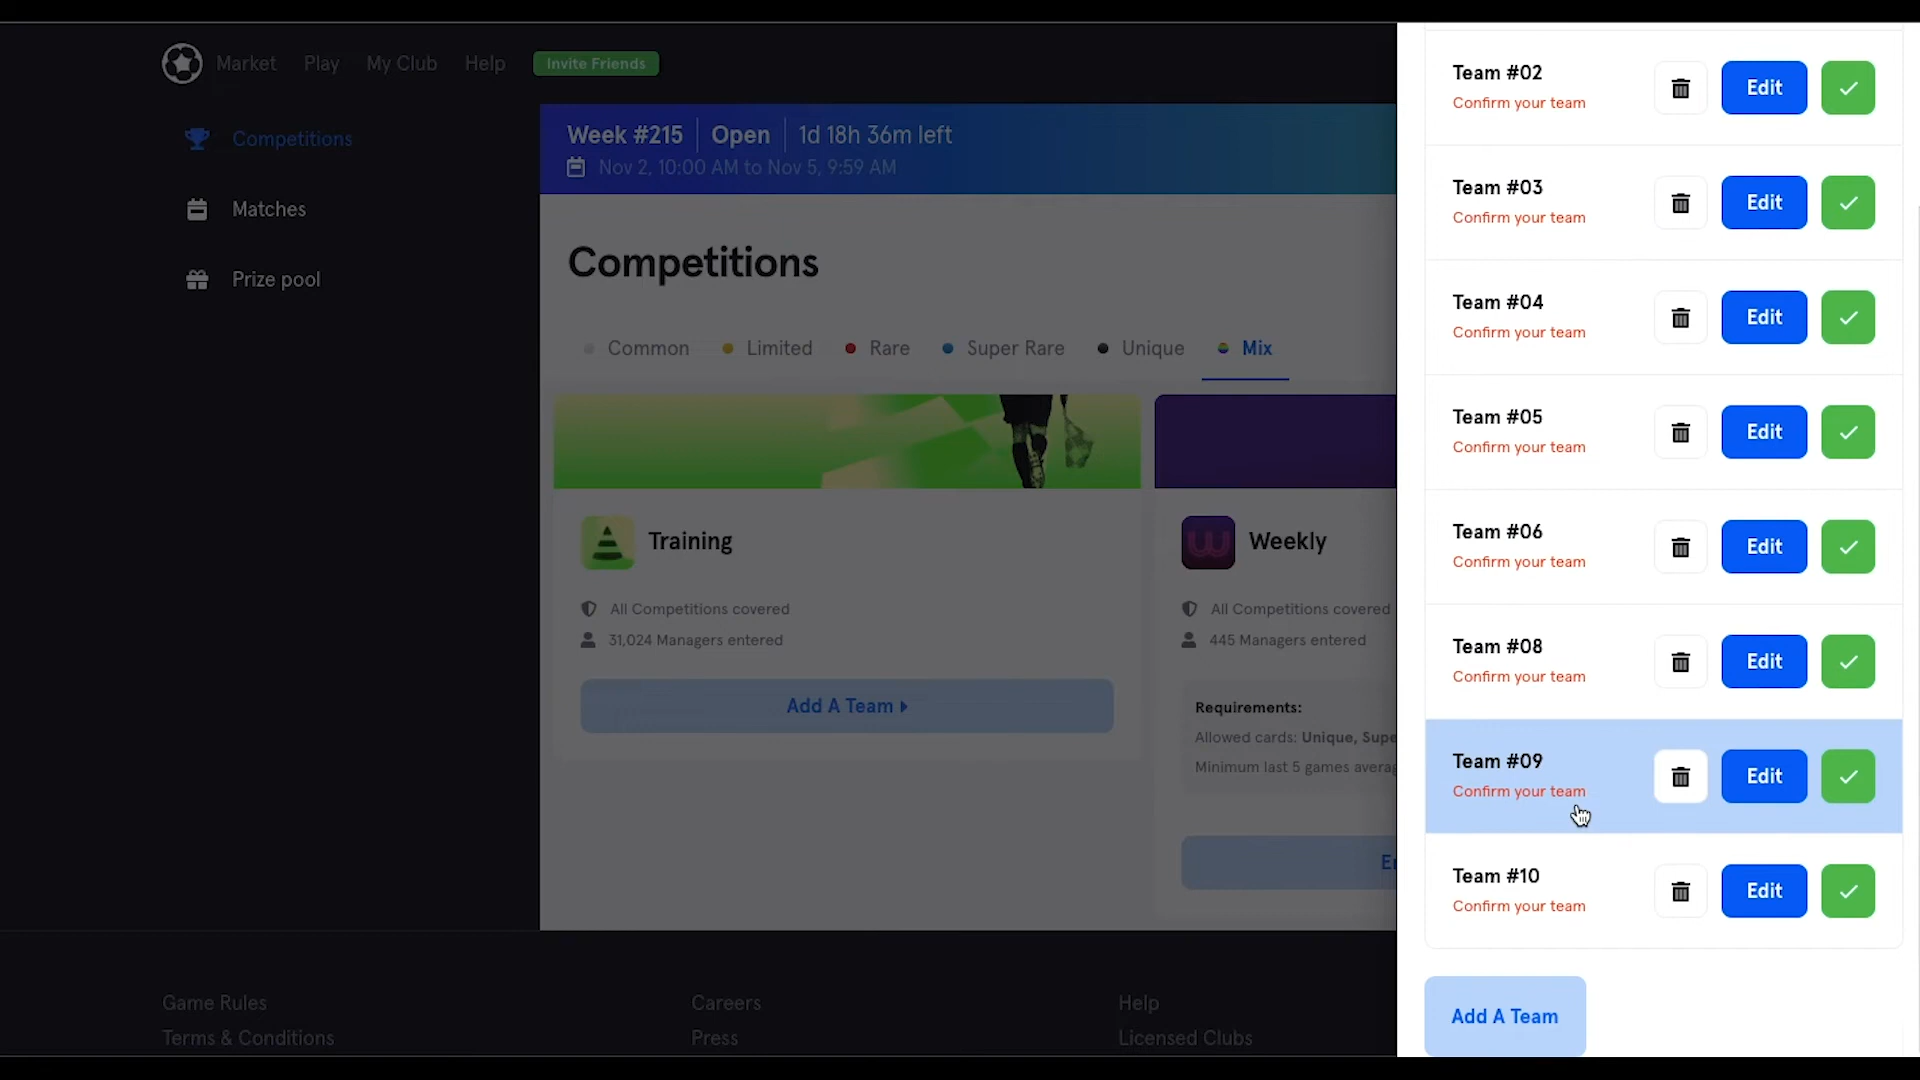 Market Play My Club Help Invite Friends
Competitions
Matches
Prize pool
Week #215 Open 1d 18h 36m left
Nov 2, 10:00 AM to Nov 5, 9:59 AM
Competitions
Common Limited Rare Super Rare Unique Mix
Training
All Competitions covered
31,024 Managers entered
Add A Team
Weekly
All Competitions covered
445 Managers entered
Requirements:
Allowed cards: Unique, Supe
Minimum last 5 games averag
Game Rules
Terms & Conditions
Careers
Press
Help
Licensed Clubs
Team #02
Confirm your team
Edit
Team #03
Confirm your team
Edit
Team #04
Confirm your team
Edit
Team #05
Confirm your team
Edit
Team #06
Confirm your team
Edit
Team #08
Confirm your team
Edit
Team #09
Confirm your team
Edit
Team #10
Confirm your team
Edit
Add A Team